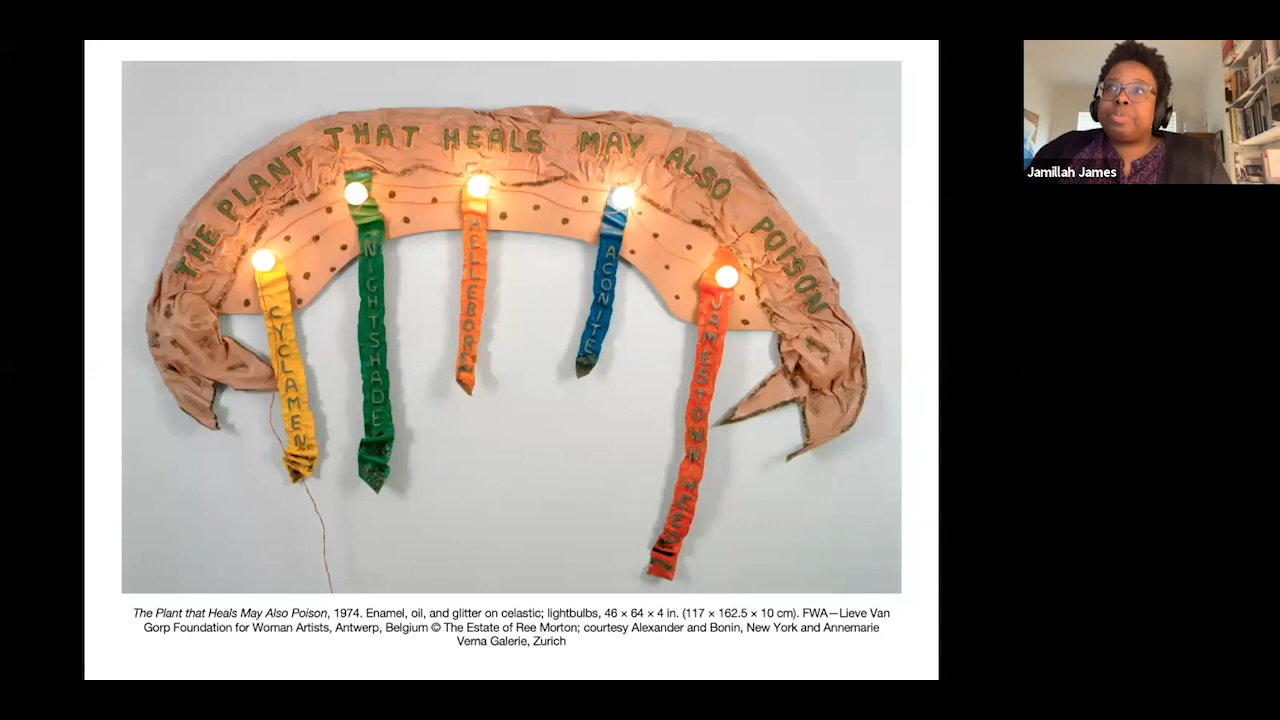 THE PLANT THAT HEALS MAY ALSO POISON
CYCLAMEN
NIGHTSHADE
HELLEBORE
ACONITE
JAMESTOWN WEED
The Plant that Heals May Also Poison, 1974. Enamel, oil, and glitter on celastic; lightbulbs, 46 × 64 × 4 in. (117 × 162.5 × 10 cm). FWA—Lieve Van
Gorp Foundation for Woman Artists, Antwerp, Belgium © The Estate of Ree Morton; courtesy Alexander and Bonin, New York and Annemarie
Verna Galerie, Zurich
Jamillah James